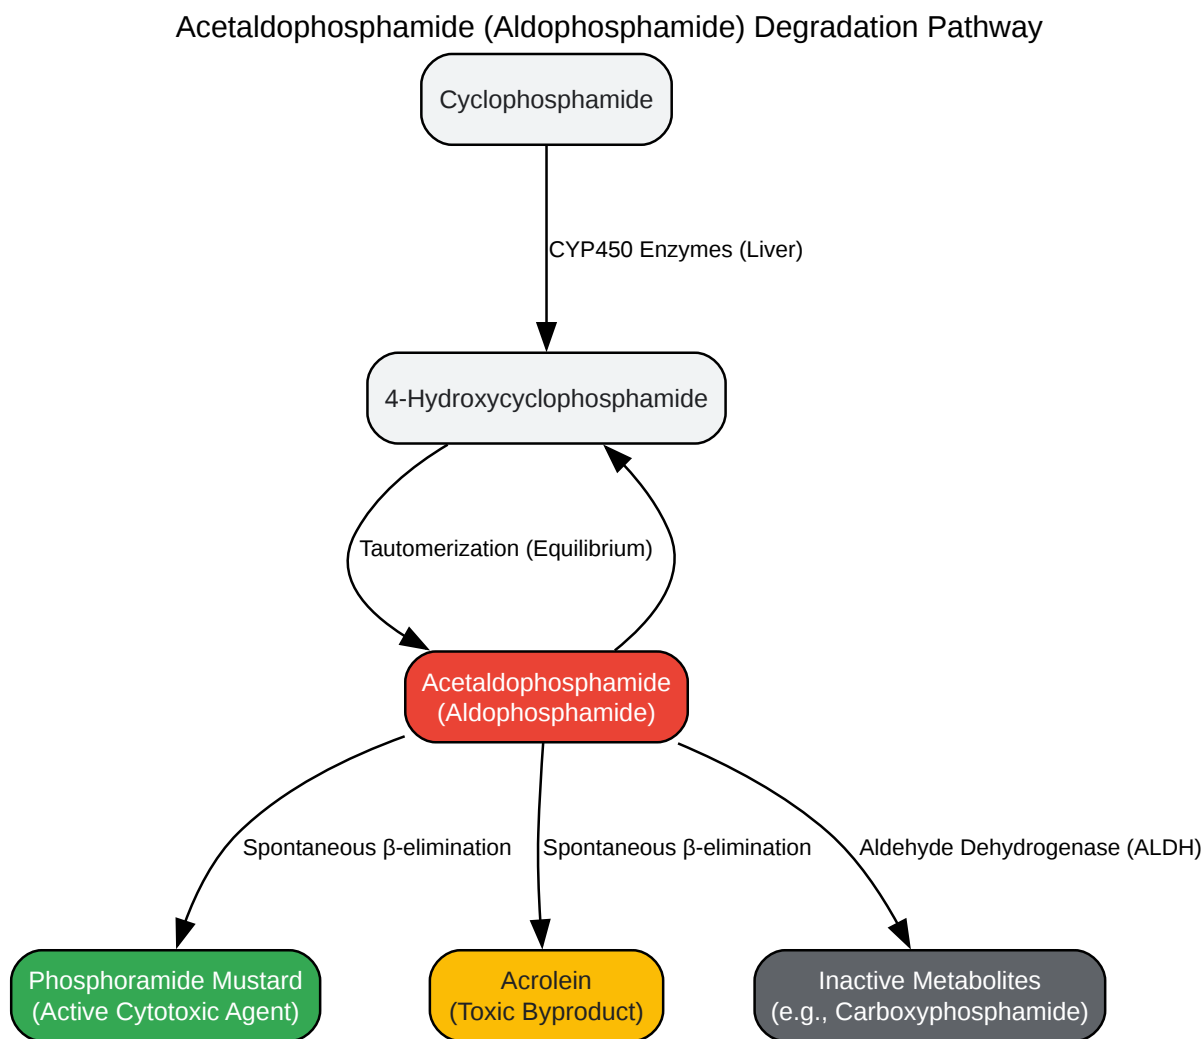 Acetaldophosphamide (Aldophosphamide) Degradation Pathway
Cyclophosphamide
CYP450 Enzymes (Liver)
4-Hydroxycyclophosphamide
Tautomerization (Equilibrium)
Acetaldophosphamide
(Aldophosphamide)
Spontaneous β-elimination
Spontaneous β-elimination
Aldehyde Dehydrogenase (ALDH)
Phosphoramide Mustard
(Active Cytotoxic Agent)
Acrolein
(Toxic Byproduct)
Inactive Metabolites
(e.g., Carboxyphosphamide)